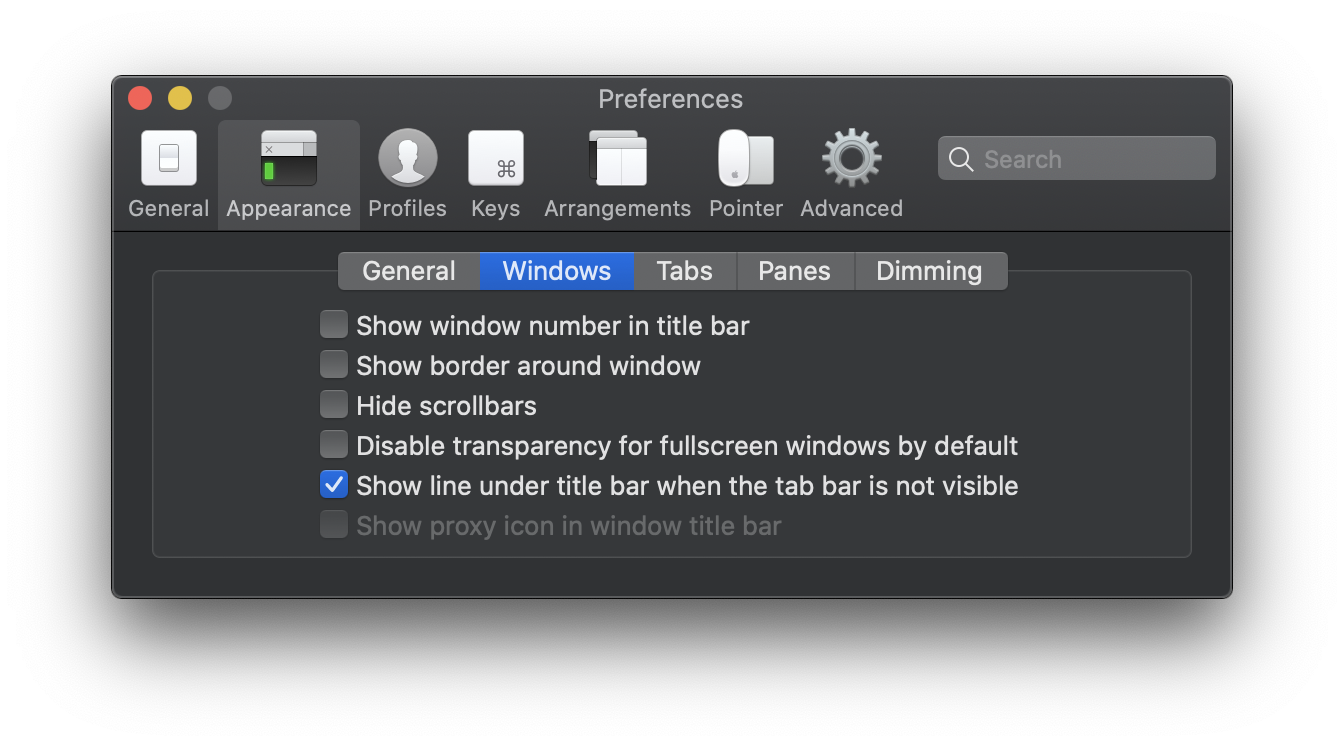 Preferences
General Appearance Profiles Keys Arrangements Pointer Advanced Search
General Windows Tabs Panes Dimming
Show window number in title bar
Show border around window
Hide scrollbars
Disable transparency for fullscreen windows by default
Show line under title bar when the tab bar is not visible
Show proxy icon in window title bar